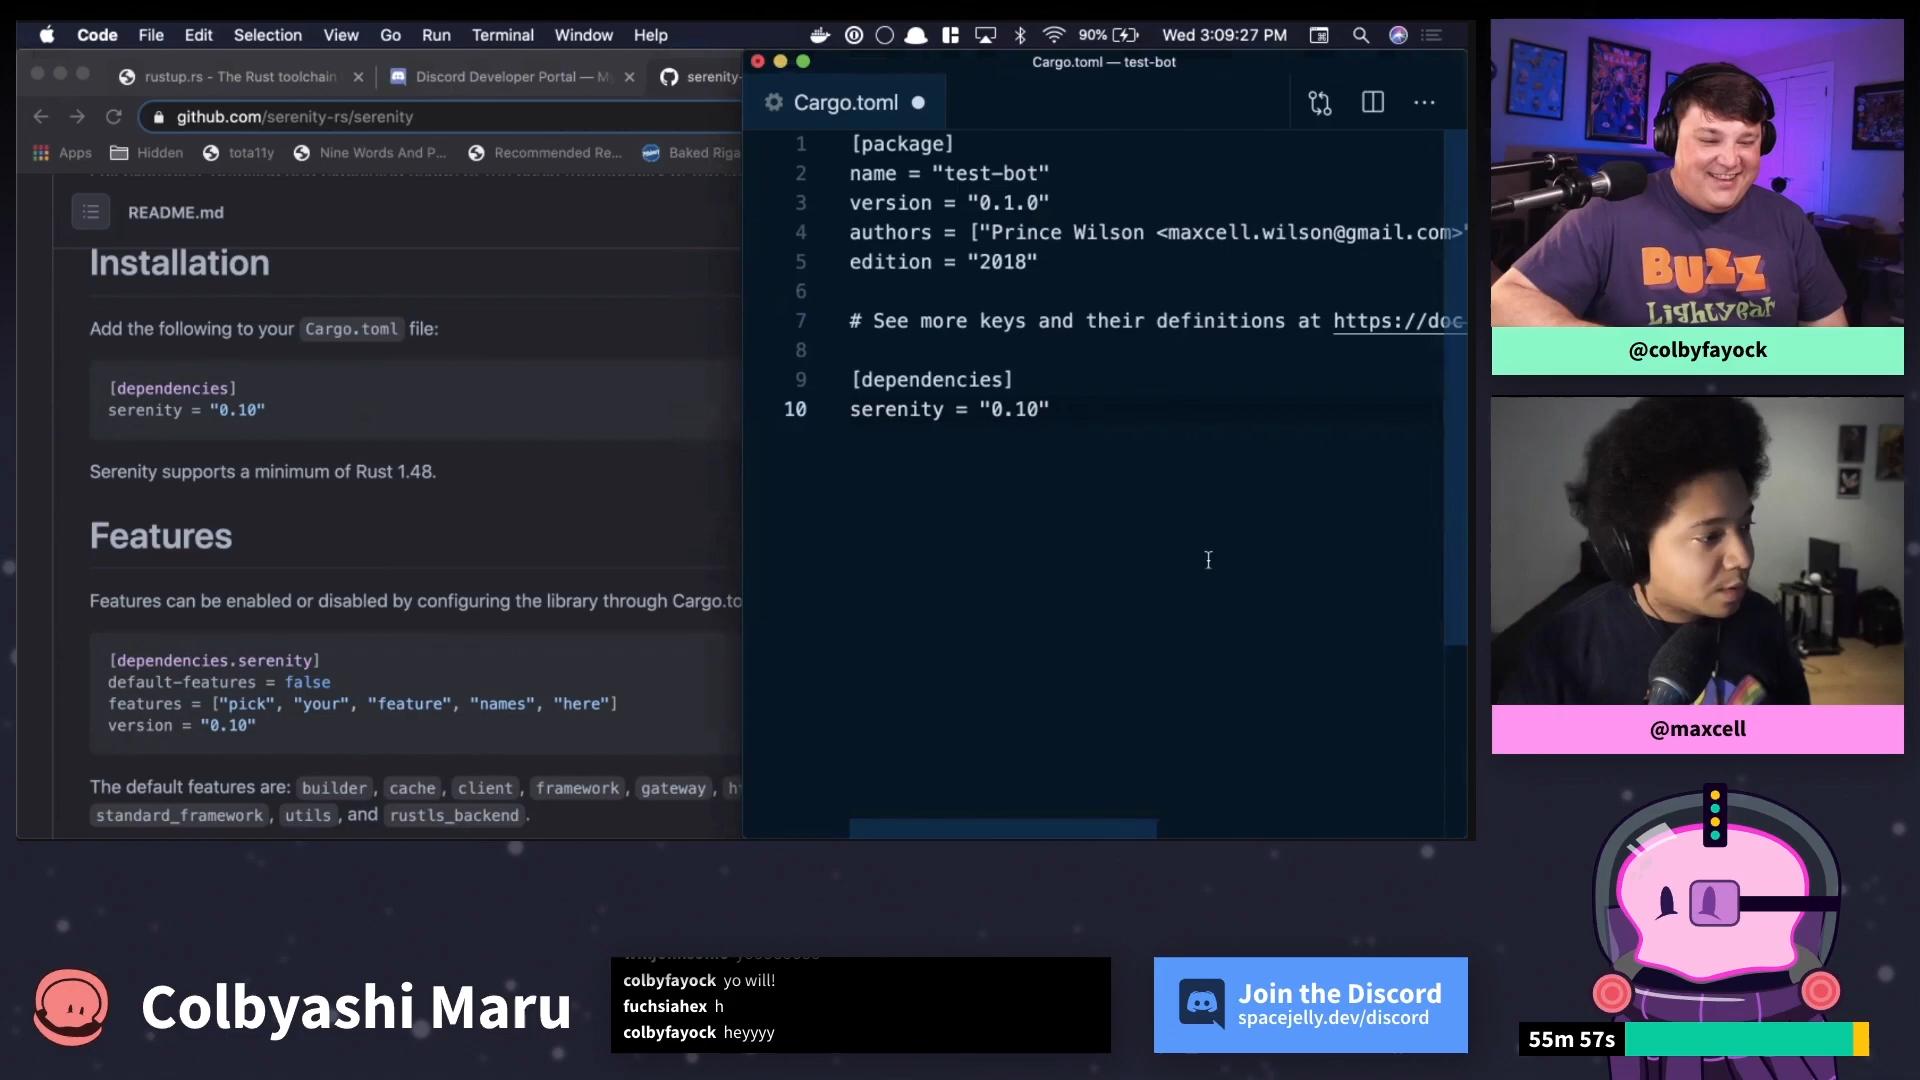 Code File Edit Selection View Go Run Terminal Window Help
90% Wed 3:09:27 PM
rustup.rs - The Rust toolchain
Discord Developer Portal — M
serenity-
github.com/serenity-rs/serenity
Apps Hidden tota11y Nine Words And P... Recommended Re... Baked Riga
README.md
Installation
Add the following to your Cargo.toml file:
[dependencies]
serenity = "0.10"
Serenity supports a minimum of Rust 1.48.
Features
Features can be enabled or disabled by configuring the library through Cargo.to
[dependencies.serenity]
default-features = false
features = ["pick", "your", "feature", "names", "here"]
version = "0.10"
The default features are: builder, cache, client, framework, gateway, h
standard_framework, utils, and rustls_backend.
Cargo.toml — test-bot
Cargo.toml
1 [package]
2 name = "test-bot"
3 version = "0.1.0"
4 authors = ["Prince Wilson <maxcell.wilson@gmail.com>"
5 edition = "2018"
6
7 # See more keys and their definitions at https://doc-
8
9 [dependencies]
10 serenity = "0.10"
BUZZ
Lightyear
@colbyfayock
@maxcell
Colbyashi Maru
colbyfayock yo will!
fuchsiahex h
colbyfayock heyyyy
Join the Discord
spacejelly.dev/discord
55m 57s